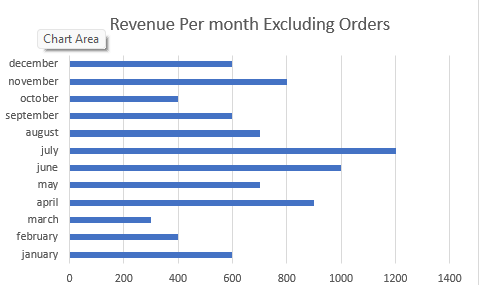 Revenue Per month Excluding Orders
Chart Area
december
november
october
september
august
july
june
may
april
march
february
january
0 200 400 600 800 1000 1200 1400